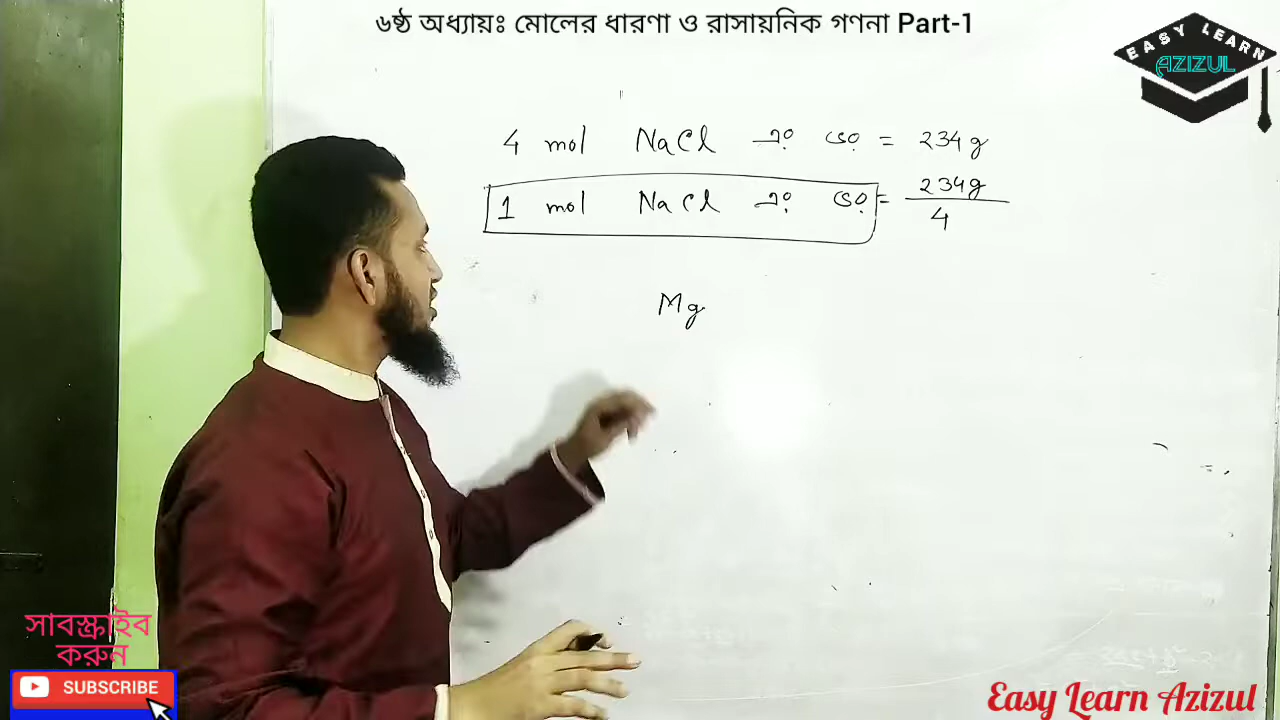 ৬ষ্ঠ অধ্যায়ঃ মোলের ধারণা ও রাসায়নিক গণনা Part-1
EASY LEARN
AZIZUL
4 mol NaCl এর ভর = 234g
1 mol NaCl এর ভর = 234g/4
Mg
সাবস্ক্রাইব
করুন
SUBSCRIBE
Easy Learn Azizul